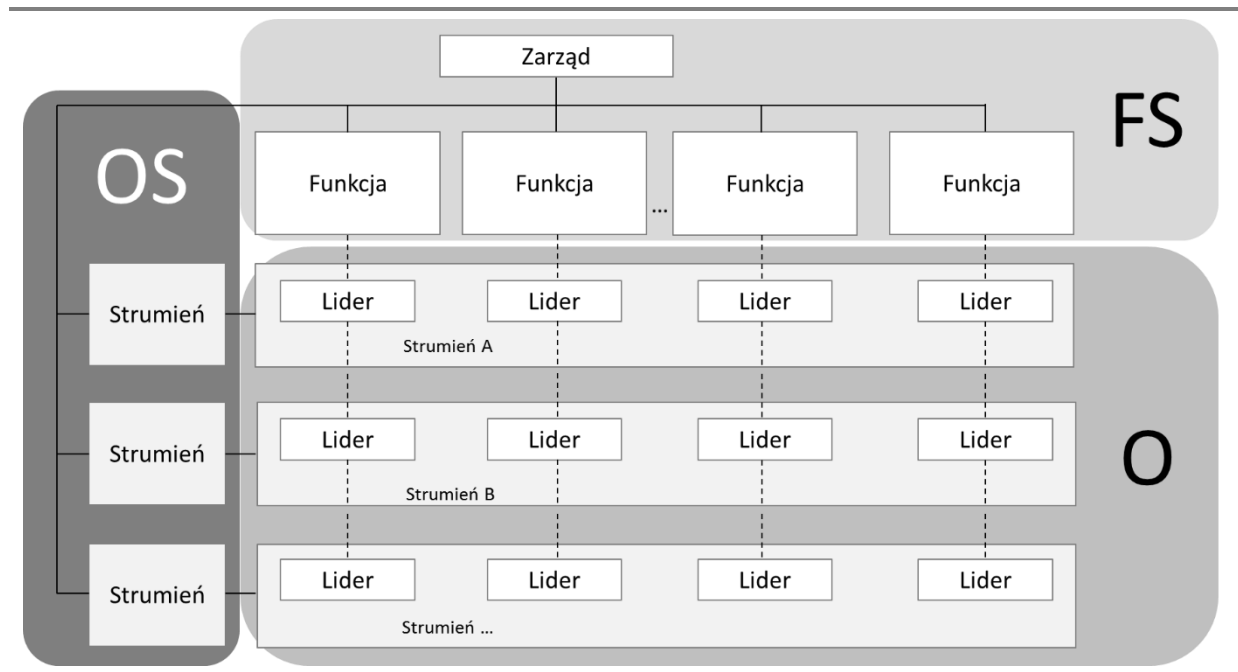 Zarząd
FS
OS
Funkcja Funkcja ... Funkcja Funkcja
Strumień
Lider Lider Lider Lider
Strumień A
O
Strumień
Lider Lider Lider Lider
Strumień B
Strumień
Lider Lider Lider Lider
Strumień ...